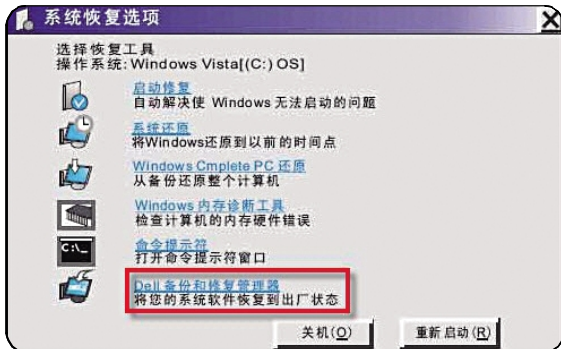 系统恢复选项
选择恢复工具
操作系统:Windows Vista[(C:) OS]
启动修复
自动解决使 Windows 无法启动的问题
系统还原
将Windows还原到以前的时间点
Windows Cmplete PC 还原
从备份还原整个计算机
Windows 内存诊断工具
检查计算机的内存硬件错误
C:\_
命令提示符
打开命令提示符窗口
Dell 备份和修复管理器
将您的系统软件恢复到出厂状态
关机(O) 重新启动(R)